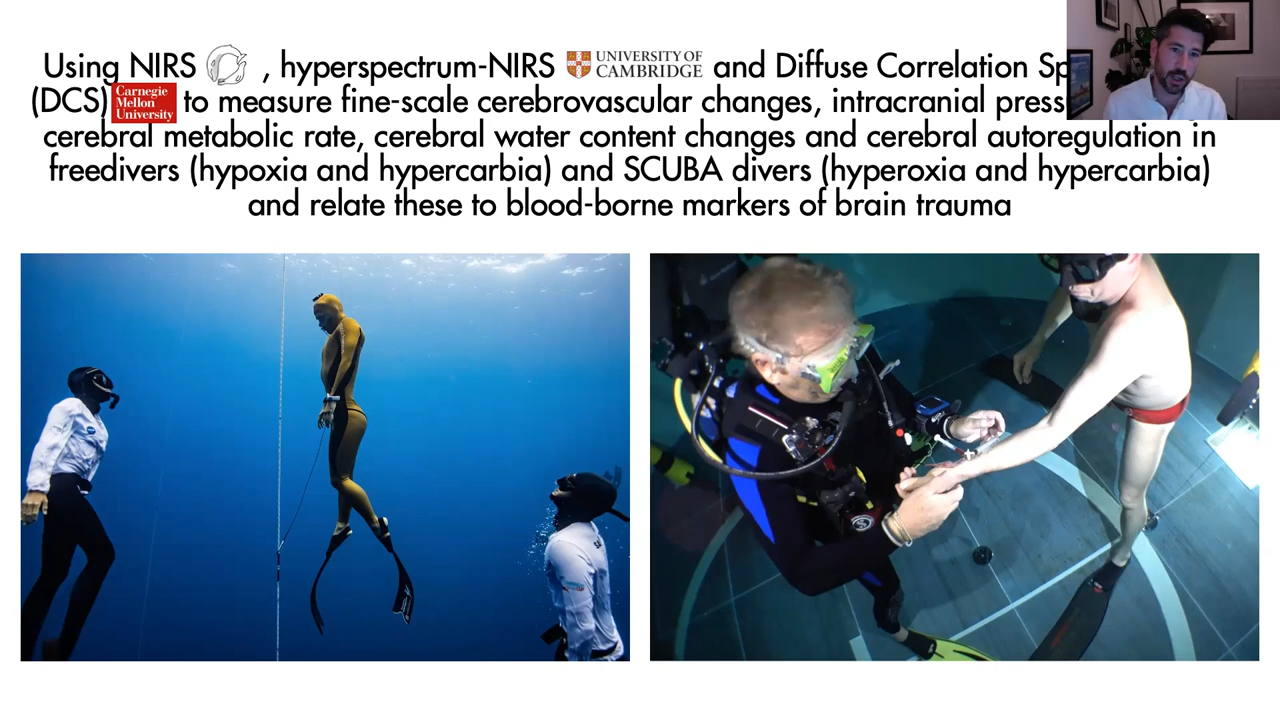 Using NIRS , hyperspectrum-NIRS UNIVERSITY OF CAMBRIDGE and Diffuse Correlation
(DCS) Carnegie Mellon University to measure fine-scale cerebrovascular changes, intracranial
cerebral metabolic rate, cerebral water content changes and cerebral autoregulation in
freedivers (hypoxia and hypercarbia) and SCUBA divers (hyperoxia and hypercarbia)
and relate these to blood-borne markers of brain trauma